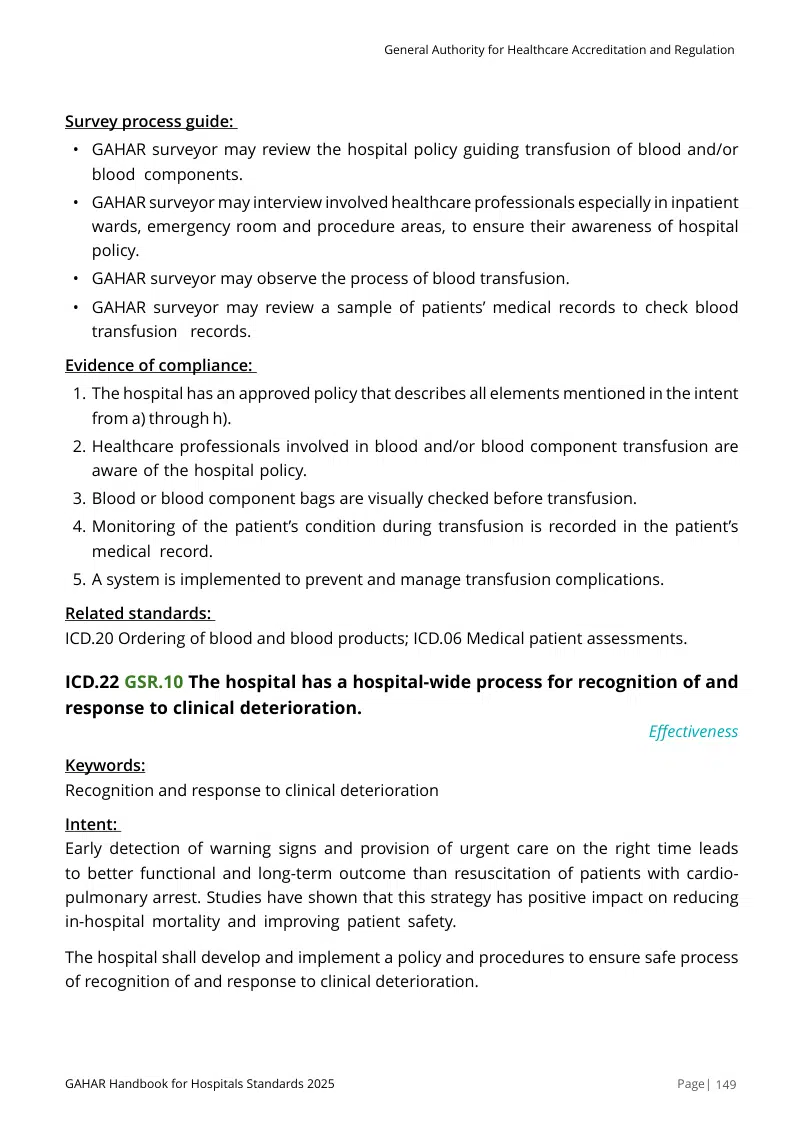 General Authority for Healthcare Accreditation and Regulation
Survey process guide:
• GAHAR surveyor may review the hospital policy guiding transfusion of blood and/or
blood components.
• GAHAR surveyor may interview involved healthcare professionals especially in inpatient
wards, emergency room and procedure areas, to ensure their awareness of hospital
policy.
• GAHAR surveyor may observe the process of blood transfusion.
• GAHAR surveyor may review a sample of patients’ medical records to check blood
transfusion records.
Evidence of compliance:
1. The hospital has an approved policy that describes all elements mentioned in the intent
from a) through h).
2. Healthcare professionals involved in blood and/or blood component transfusion are
aware of the hospital policy.
3. Blood or blood component bags are visually checked before transfusion.
4. Monitoring of the patient’s condition during transfusion is recorded in the patient’s
medical record.
5. A system is implemented to prevent and manage transfusion complications.
Related standards:
ICD.20 Ordering of blood and blood products; ICD.06 Medical patient assessments.
ICD.22 GSR.10 The hospital has a hospital-wide process for recognition of and
response to clinical deterioration.
Effectiveness
Keywords:
Recognition and response to clinical deterioration
Intent:
Early detection of warning signs and provision of urgent care on the right time leads
to better functional and long-term outcome than resuscitation of patients with cardio-
pulmonary arrest. Studies have shown that this strategy has positive impact on reducing
in-hospital mortality and improving patient safety.
The hospital shall develop and implement a policy and procedures to ensure safe process
of recognition of and response to clinical deterioration.
GAHAR Handbook for Hospitals Standards 2025
Page| 149